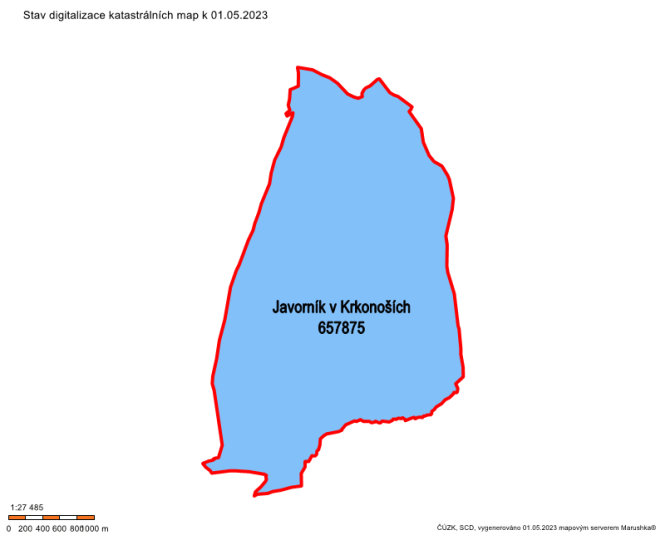 Stav digitalizace katastrálních map k 01.05.2023
Javorník v Krkonoších
657875
1:27 485
0 200 400 600 800 1000 m
ČÚZK, SCD, vygenerováno 01.05.2023 mapovým serverem Marushka®